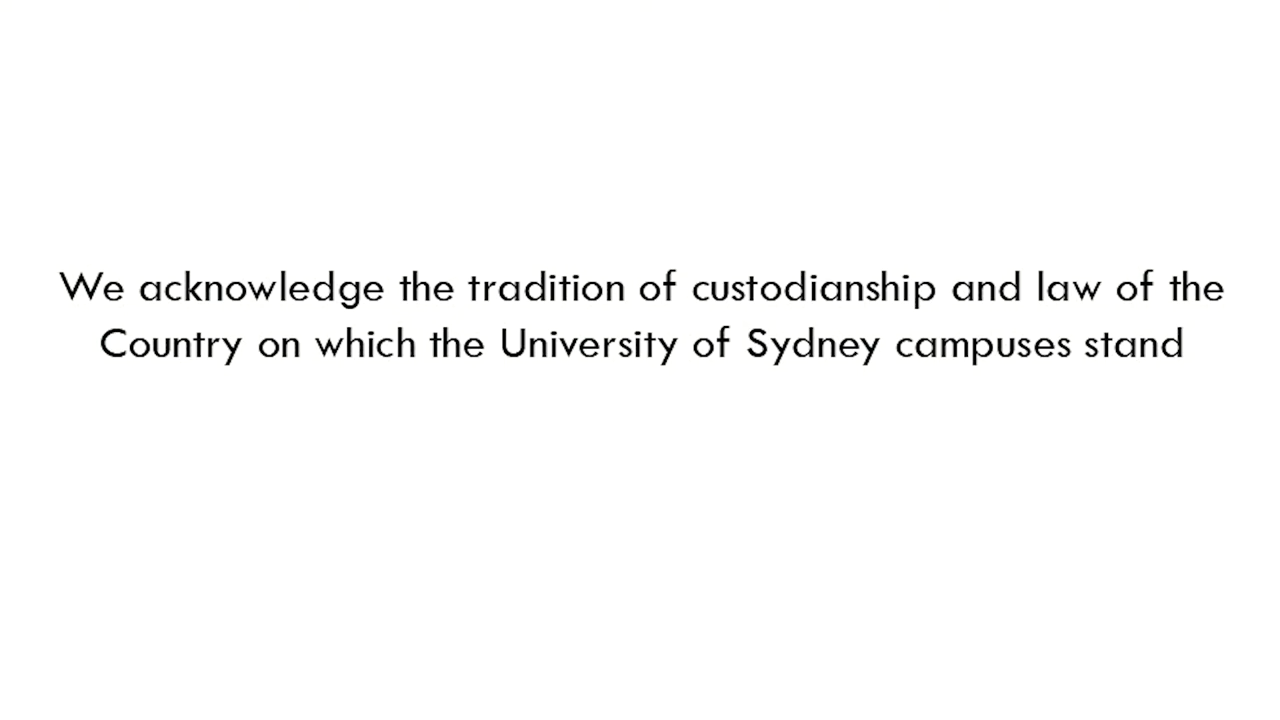 We acknowledge the tradition of custodianship and law of the
Country on which the University of Sydney campuses stand